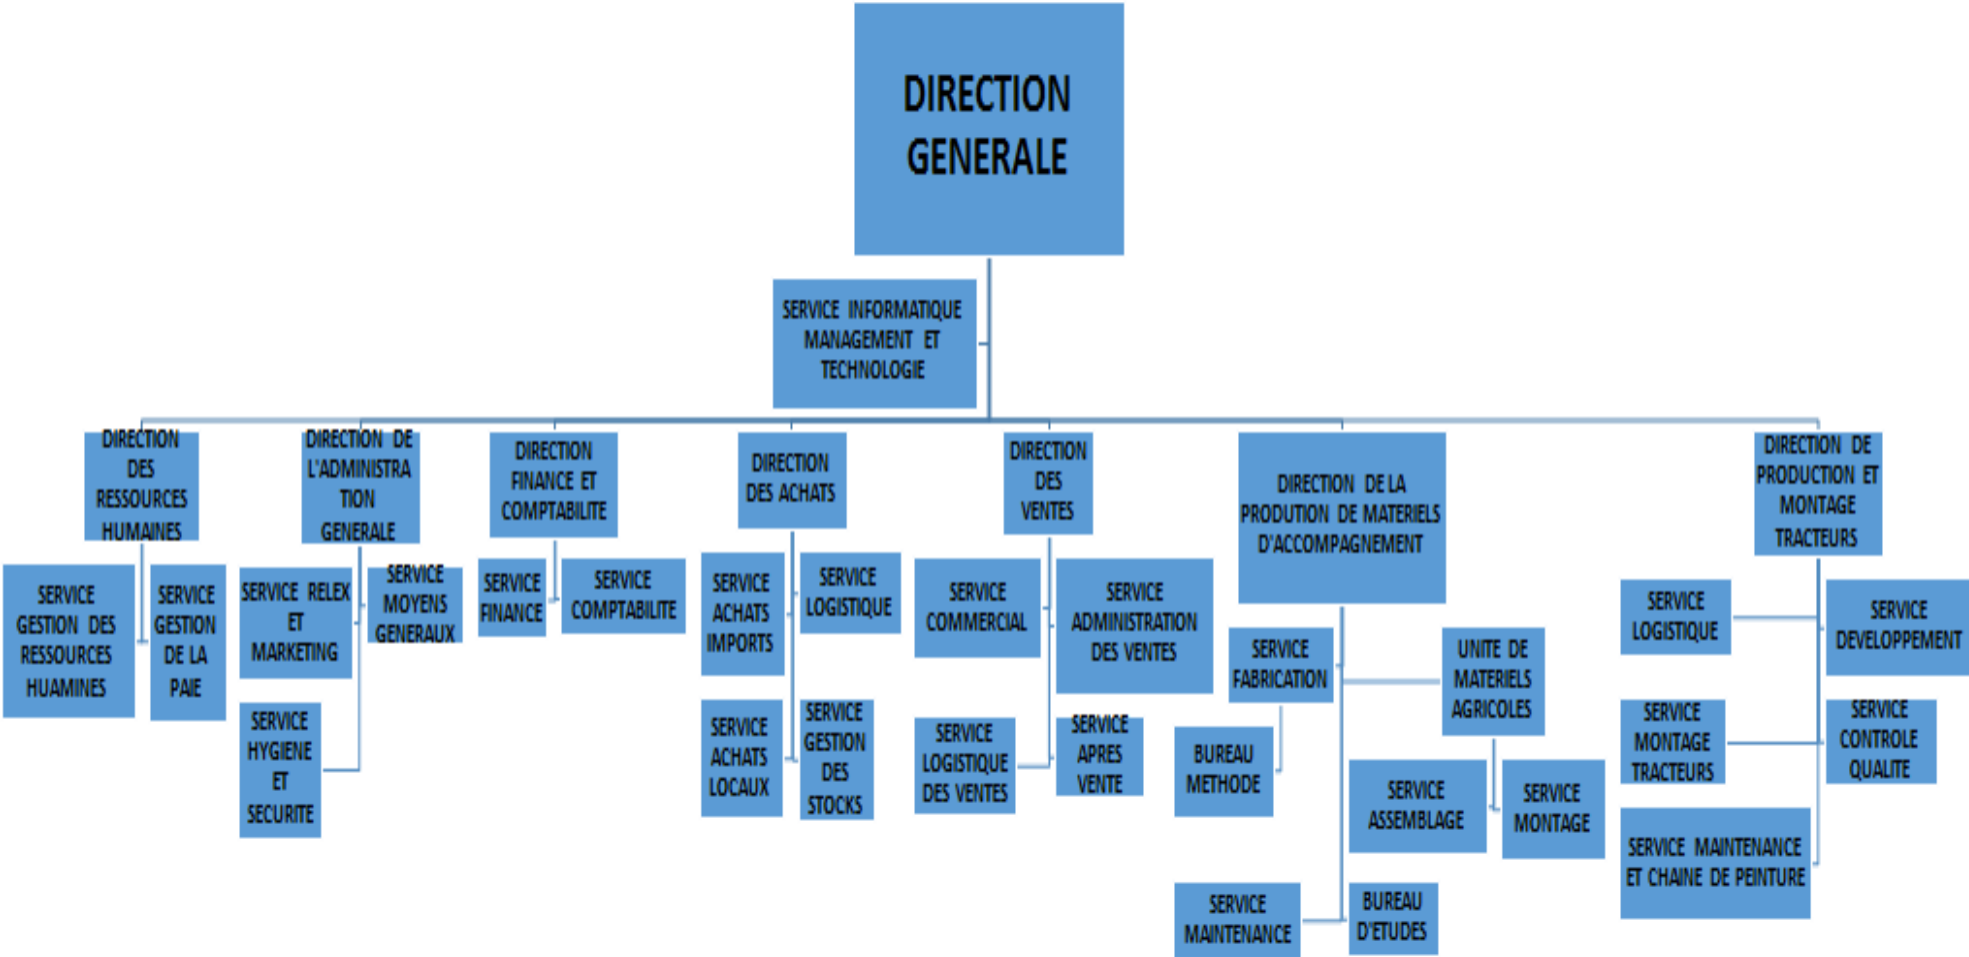 DIRECTION
GENERALE
SERVICE INFORMATIQUE
MANAGEMENT ET
TECHNOLOGIE
DIRECTION
DES
RESSOURCES
HUMAINES
DIRECTION DE
L'ADMINISTRA
TION
GENERALE
DIRECTION
FINANCE ET
COMPTABILITE
DIRECTION
DES ACHATS
DIRECTION
DES
VENTES
DIRECTION DE LA
PRODUTION DE MATERIELS
D'ACCOMPAGNEMENT
DIRECTION DE
PRODUCTION ET
MONTAGE
TRACTEURS
SERVICE
GESTION DES
RESSOURCES
HUAMINES
SERVICE
GESTION
DE LA
PAIE
SERVICE RELEX
ET
MARKETING
SERVICE
MOYENS
GENERAUX
SERVICE
HYGIENE
ET
SECURITE
SERVICE
FINANCE
SERVICE
COMPTABILITE
SERVICE
ACHATS
IMPORTS
SERVICE
LOGISTIQUE
SERVICE
ACHATS
LOCAUX
SERVICE
GESTION
DES
STOCKS
SERVICE
COMMERCIAL
SERVICE
ADMINISTRATION
DES VENTES
SERVICE
LOGISTIQUE
DES VENTES
SERVICE
APRES
VENTE
SERVICE
FABRICATION
UNITE DE
MATERIELS
AGRICOLES
BUREAU
METHODE
SERVICE
ASSEMBLAGE
SERVICE
MONTAGE
SERVICE
MAINTENANCE
BUREAU
D'ETUDES
SERVICE
LOGISTIQUE
SERVICE
DEVELOPPEMENT
SERVICE
MONTAGE
TRACTEURS
SERVICE
CONTROLE
QUALITE
SERVICE MAINTENANCE
ET CHAINE DE PEINTURE